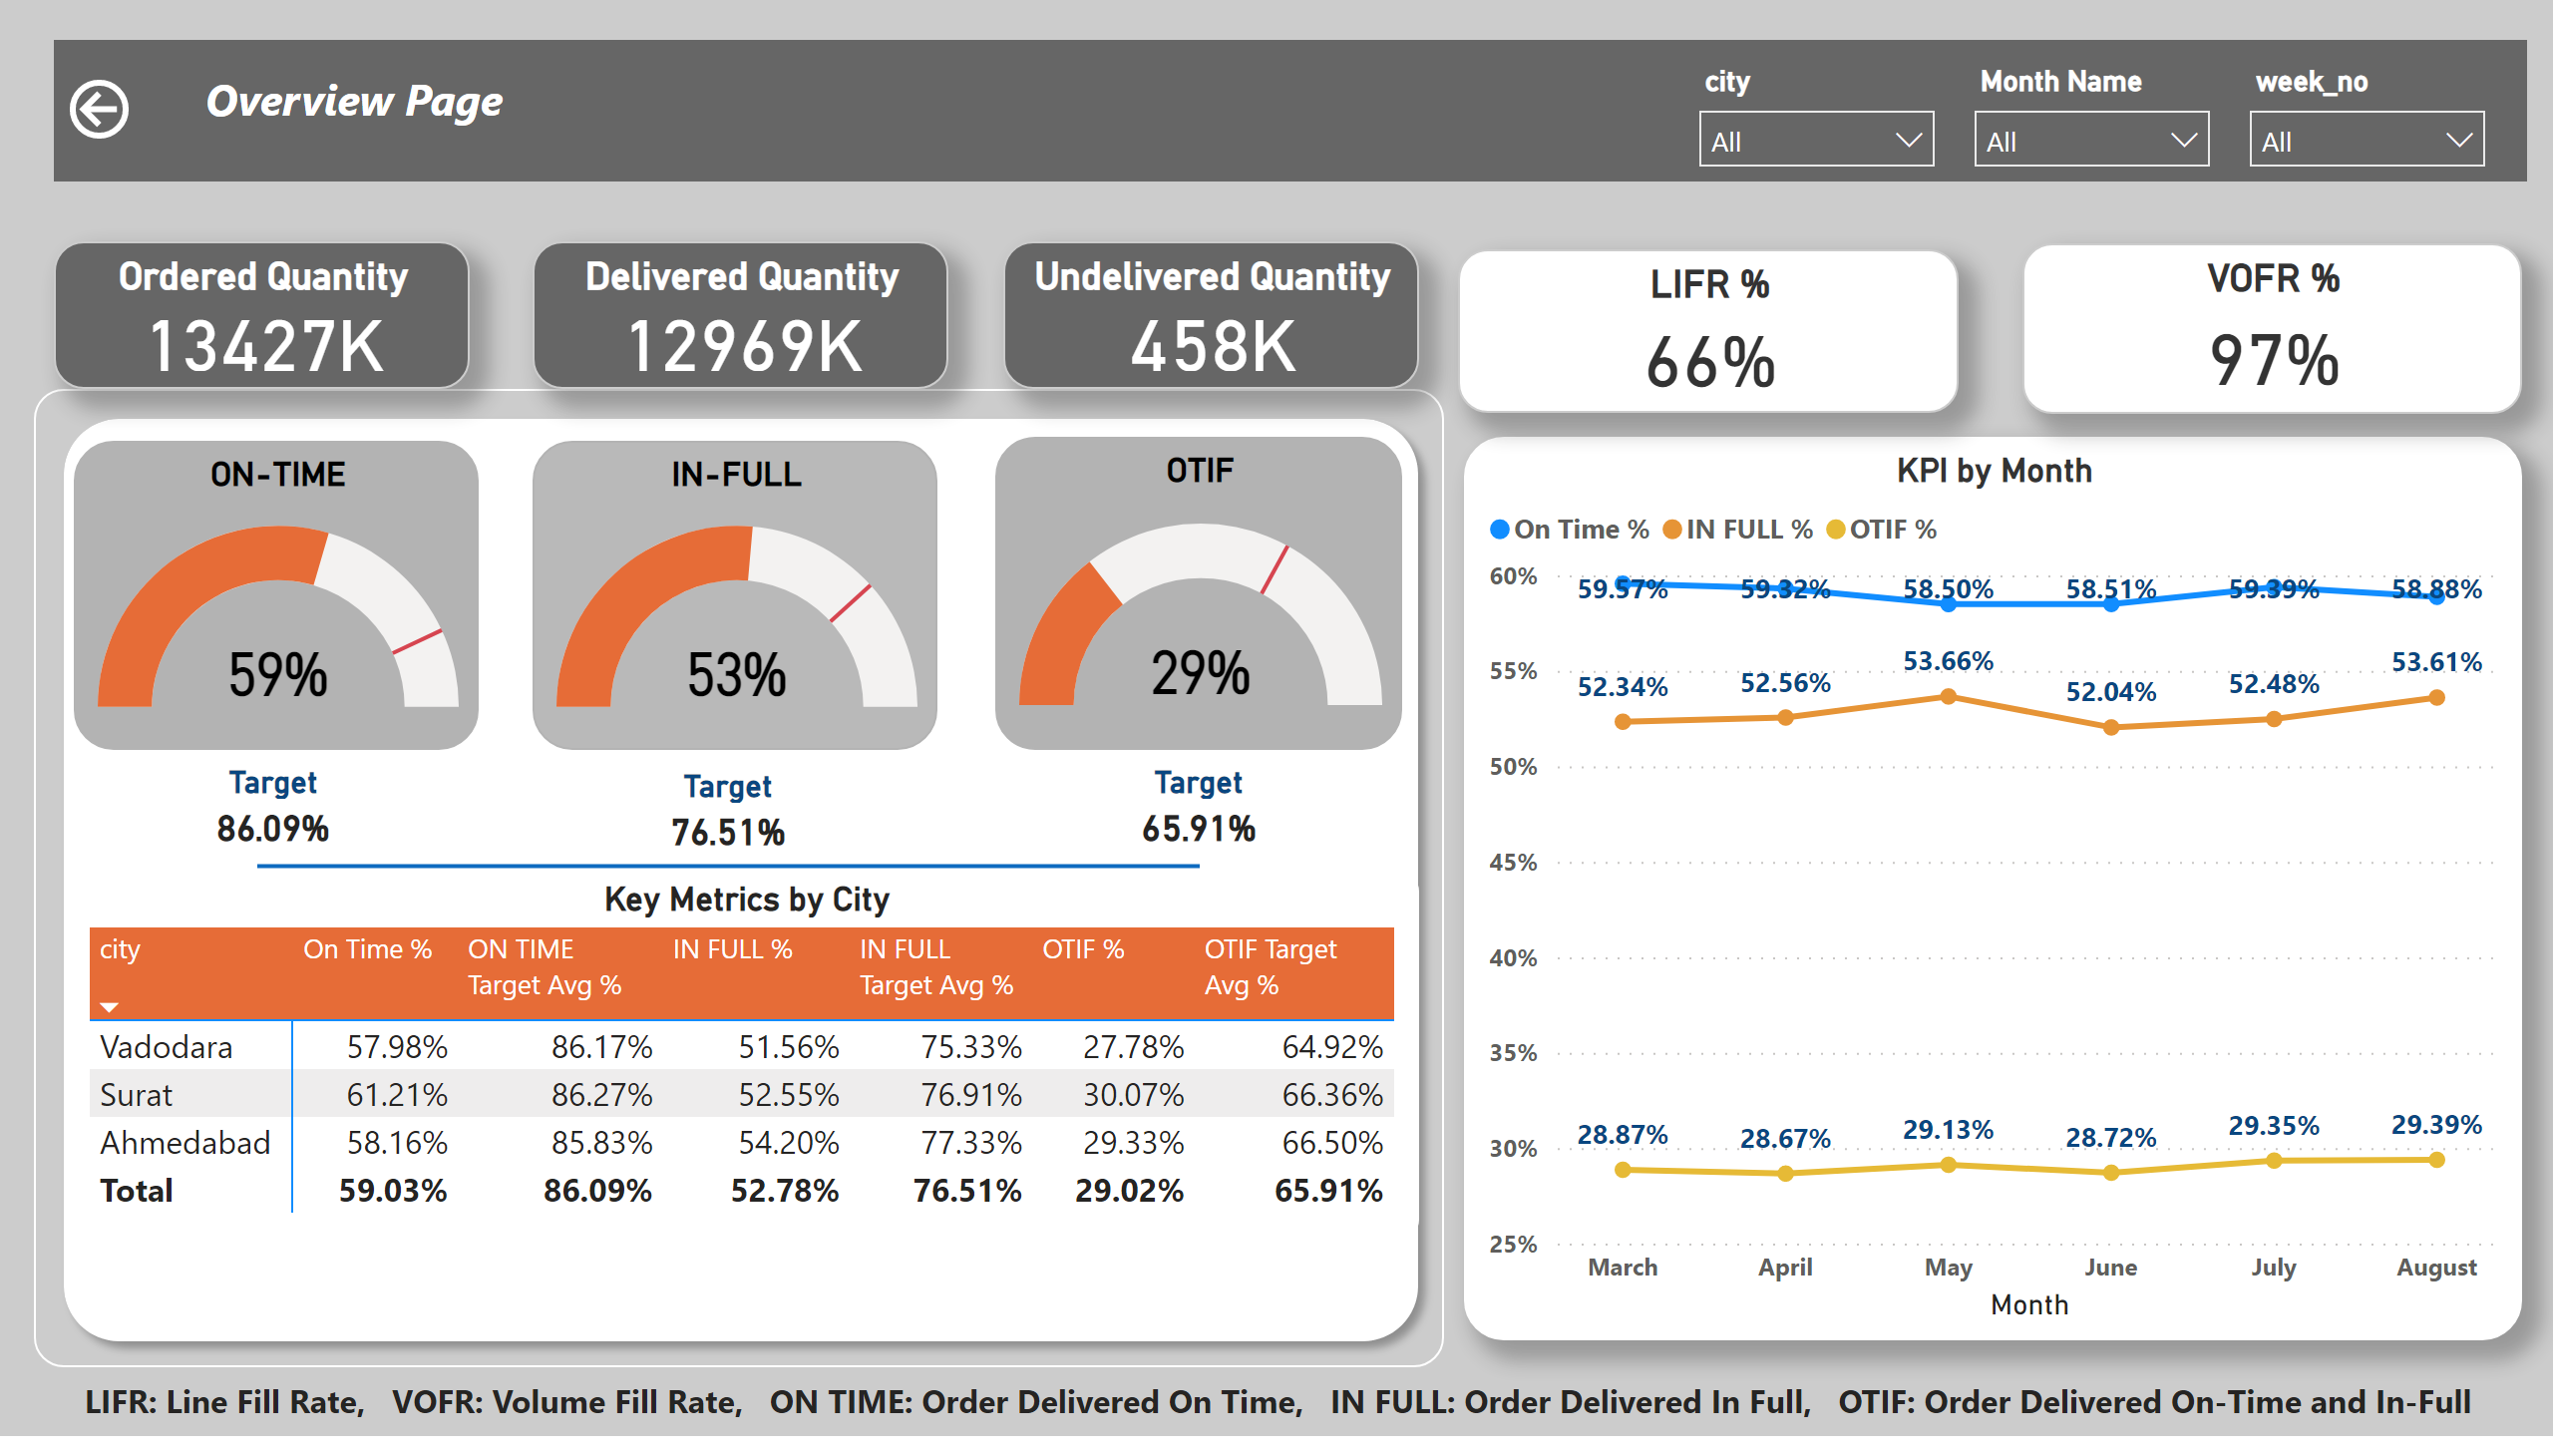 Overview Page
city
Month Name
week_no
All
All
All
Ordered Quantity
13427K
Delivered Quantity
12969K
Undelivered Quantity
458K
LIFR %
66%
VOFR %
97%
ON-TIME
59%
IN-FULL
53%
OTIF
29%
Target
86.09%
Target
76.51%
Target
65.91%
Key Metrics by City
city On Time % ON TIME Target Avg % IN FULL % IN FULL Target Avg % OTIF % OTIF Target Avg %
Vadodara 57.98% 86.17% 51.56% 75.33% 27.78% 64.92%
Surat 61.21% 86.27% 52.55% 76.91% 30.07% 66.36%
Ahmedabad 58.16% 85.83% 54.20% 77.33% 29.33% 66.50%
Total 59.03% 86.09% 52.78% 76.51% 29.02% 65.91%
KPI by Month
On Time % IN FULL % OTIF %
60%
59.57% 59.32% 58.50% 58.51% 59.39% 58.88%
55%
52.34% 52.56% 53.66% 52.04% 52.48% 53.61%
50%
45%
40%
35%
28.87% 28.67% 29.13% 28.72% 29.35% 29.39%
30%
25%
March April May June July August
Month
LIFR: Line Fill Rate, VOFR: Volume Fill Rate, ON TIME: Order Delivered On Time, IN FULL: Order Delivered In Full, OTIF: Order Delivered On-Time and In-Full